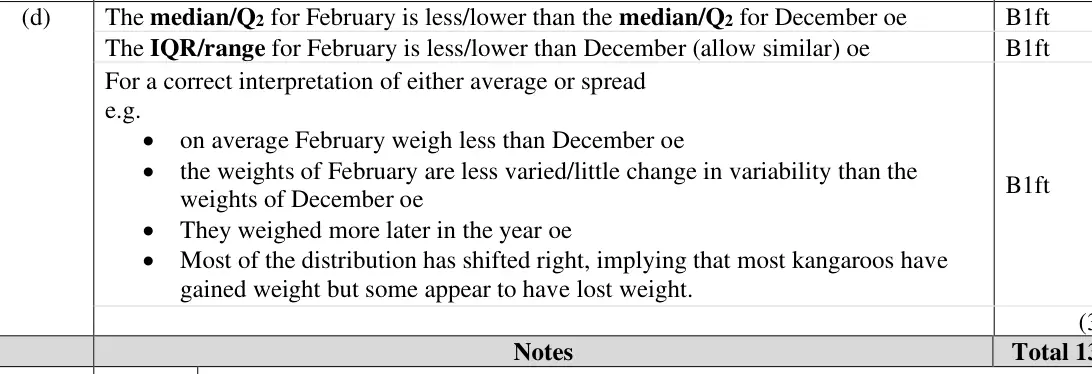 (d) The median/Q2 for February is less/lower than the median/Q2 for December oe B1ft
The IQR/range for February is less/lower than December (allow similar) oe B1ft
For a correct interpretation of either average or spread
e.g.
• on average February weigh less than December oe
• the weights of February are less varied/little change in variability than the
weights of December oe
B1ft
• They weighed more later in the year oe
• Most of the distribution has shifted right, implying that most kangaroos have
gained weight but some appear to have lost weight.
(3
Notes Total 13